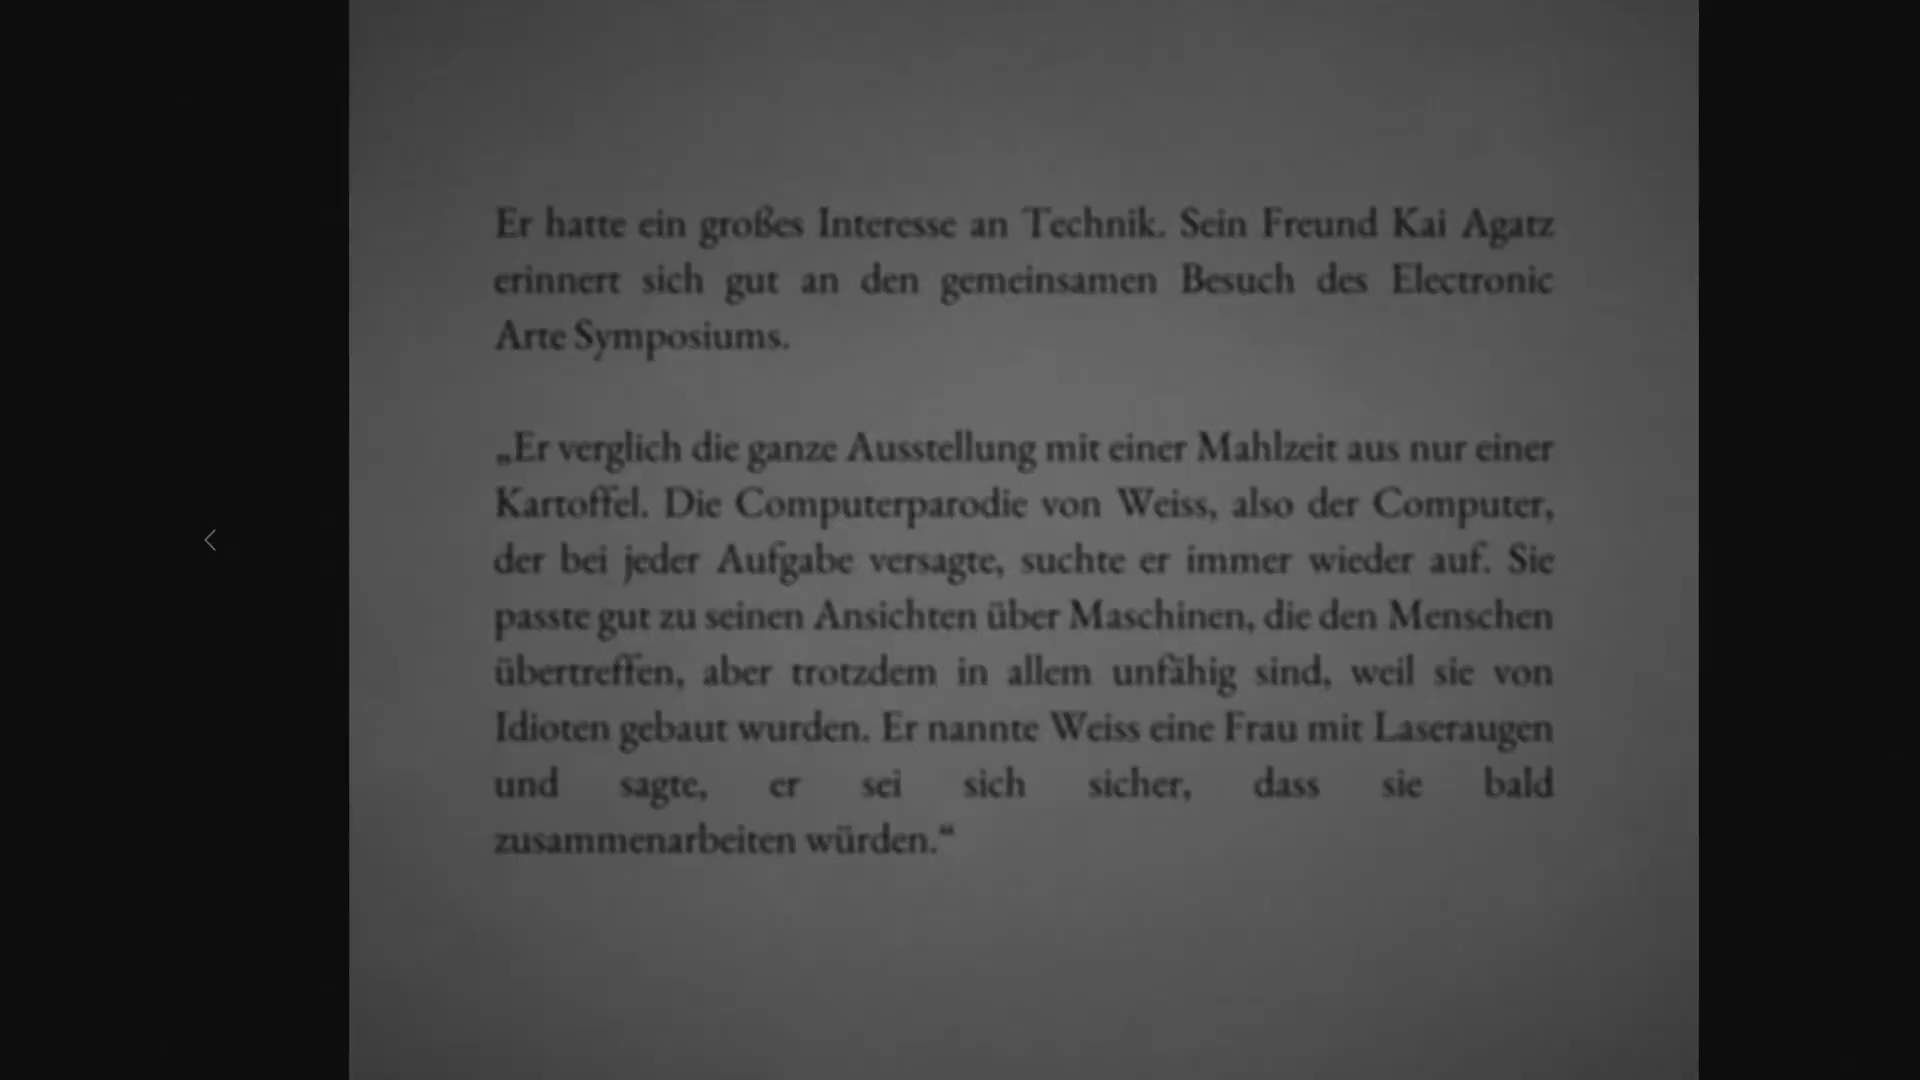 Er hatte ein großes Interesse an Technik. Sein Freund Kai Agatz
erinnert sich gut an den gemeinsamen Besuch des Electronic
Arte Symposiums.
„Er verglich die ganze Ausstellung mit einer Mahlzeit aus nur einer
Kartoffel. Die Computerparodie von Weiss, also der Computer,
der bei jeder Aufgabe versagte, suchte er immer wieder auf. Sie
passte gut zu seinen Ansichten über Maschinen, die den Menschen
übertreffen, aber trotzdem in allem unfähig sind, weil sie von
Idioten gebaut wurden. Er nannte Weiss eine Frau mit Laseraugen
und sagte, er sei sich sicher, dass sie bald
zusammenarbeiten würden.“